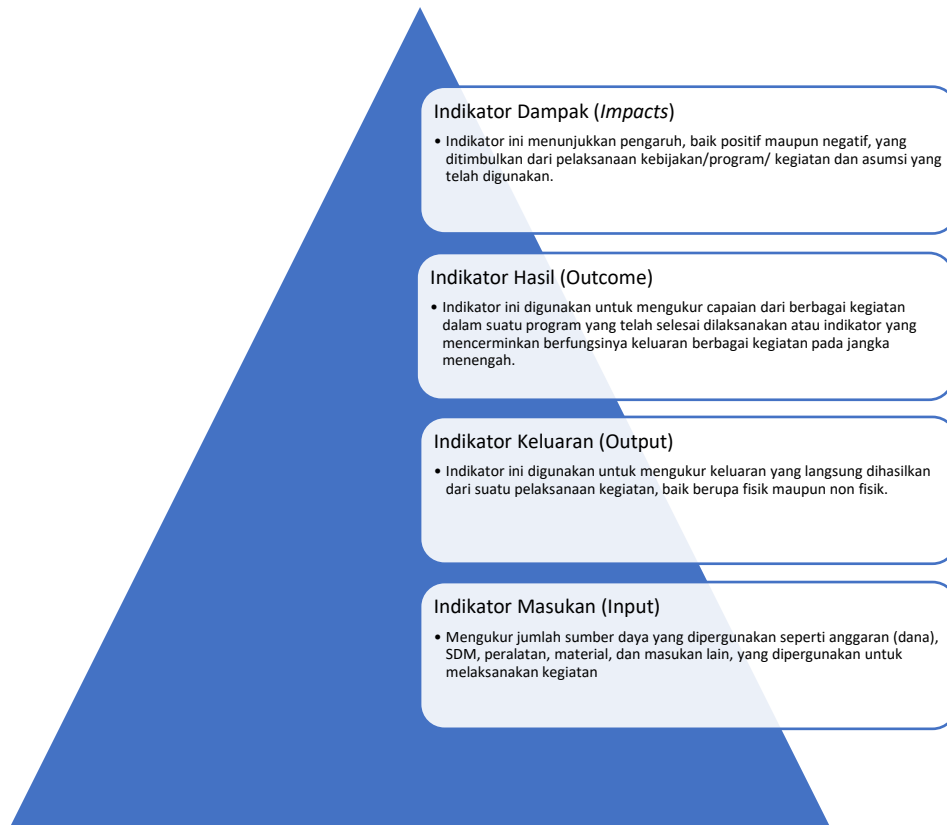 Indikator Dampak (Impacts)
• Indikator ini menunjukkan pengaruh, baik positif maupun negatif, yang
ditimbulkan dari pelaksanaan kebijakan/program/ kegiatan dan asumsi yang
telah digunakan.
Indikator Hasil (Outcome)
• Indikator ini digunakan untuk mengukur capaian dari berbagai kegiatan
dalam suatu program yang telah selesai dilaksanakan atau indikator yang
mencerminkan berfungsinya keluaran berbagai kegiatan pada jangka
menengah.
Indikator Keluaran (Output)
• Indikator ini digunakan untuk mengukur keluaran yang langsung dihasilkan
dari suatu pelaksanaan kegiatan, baik berupa fisik maupun non fisik.
Indikator Masukan (Input)
• Mengukur jumlah sumber daya yang dipergunakan seperti anggaran (dana),
SDM, peralatan, material, dan masukan lain, yang dipergunakan untuk
melaksanakan kegiatan